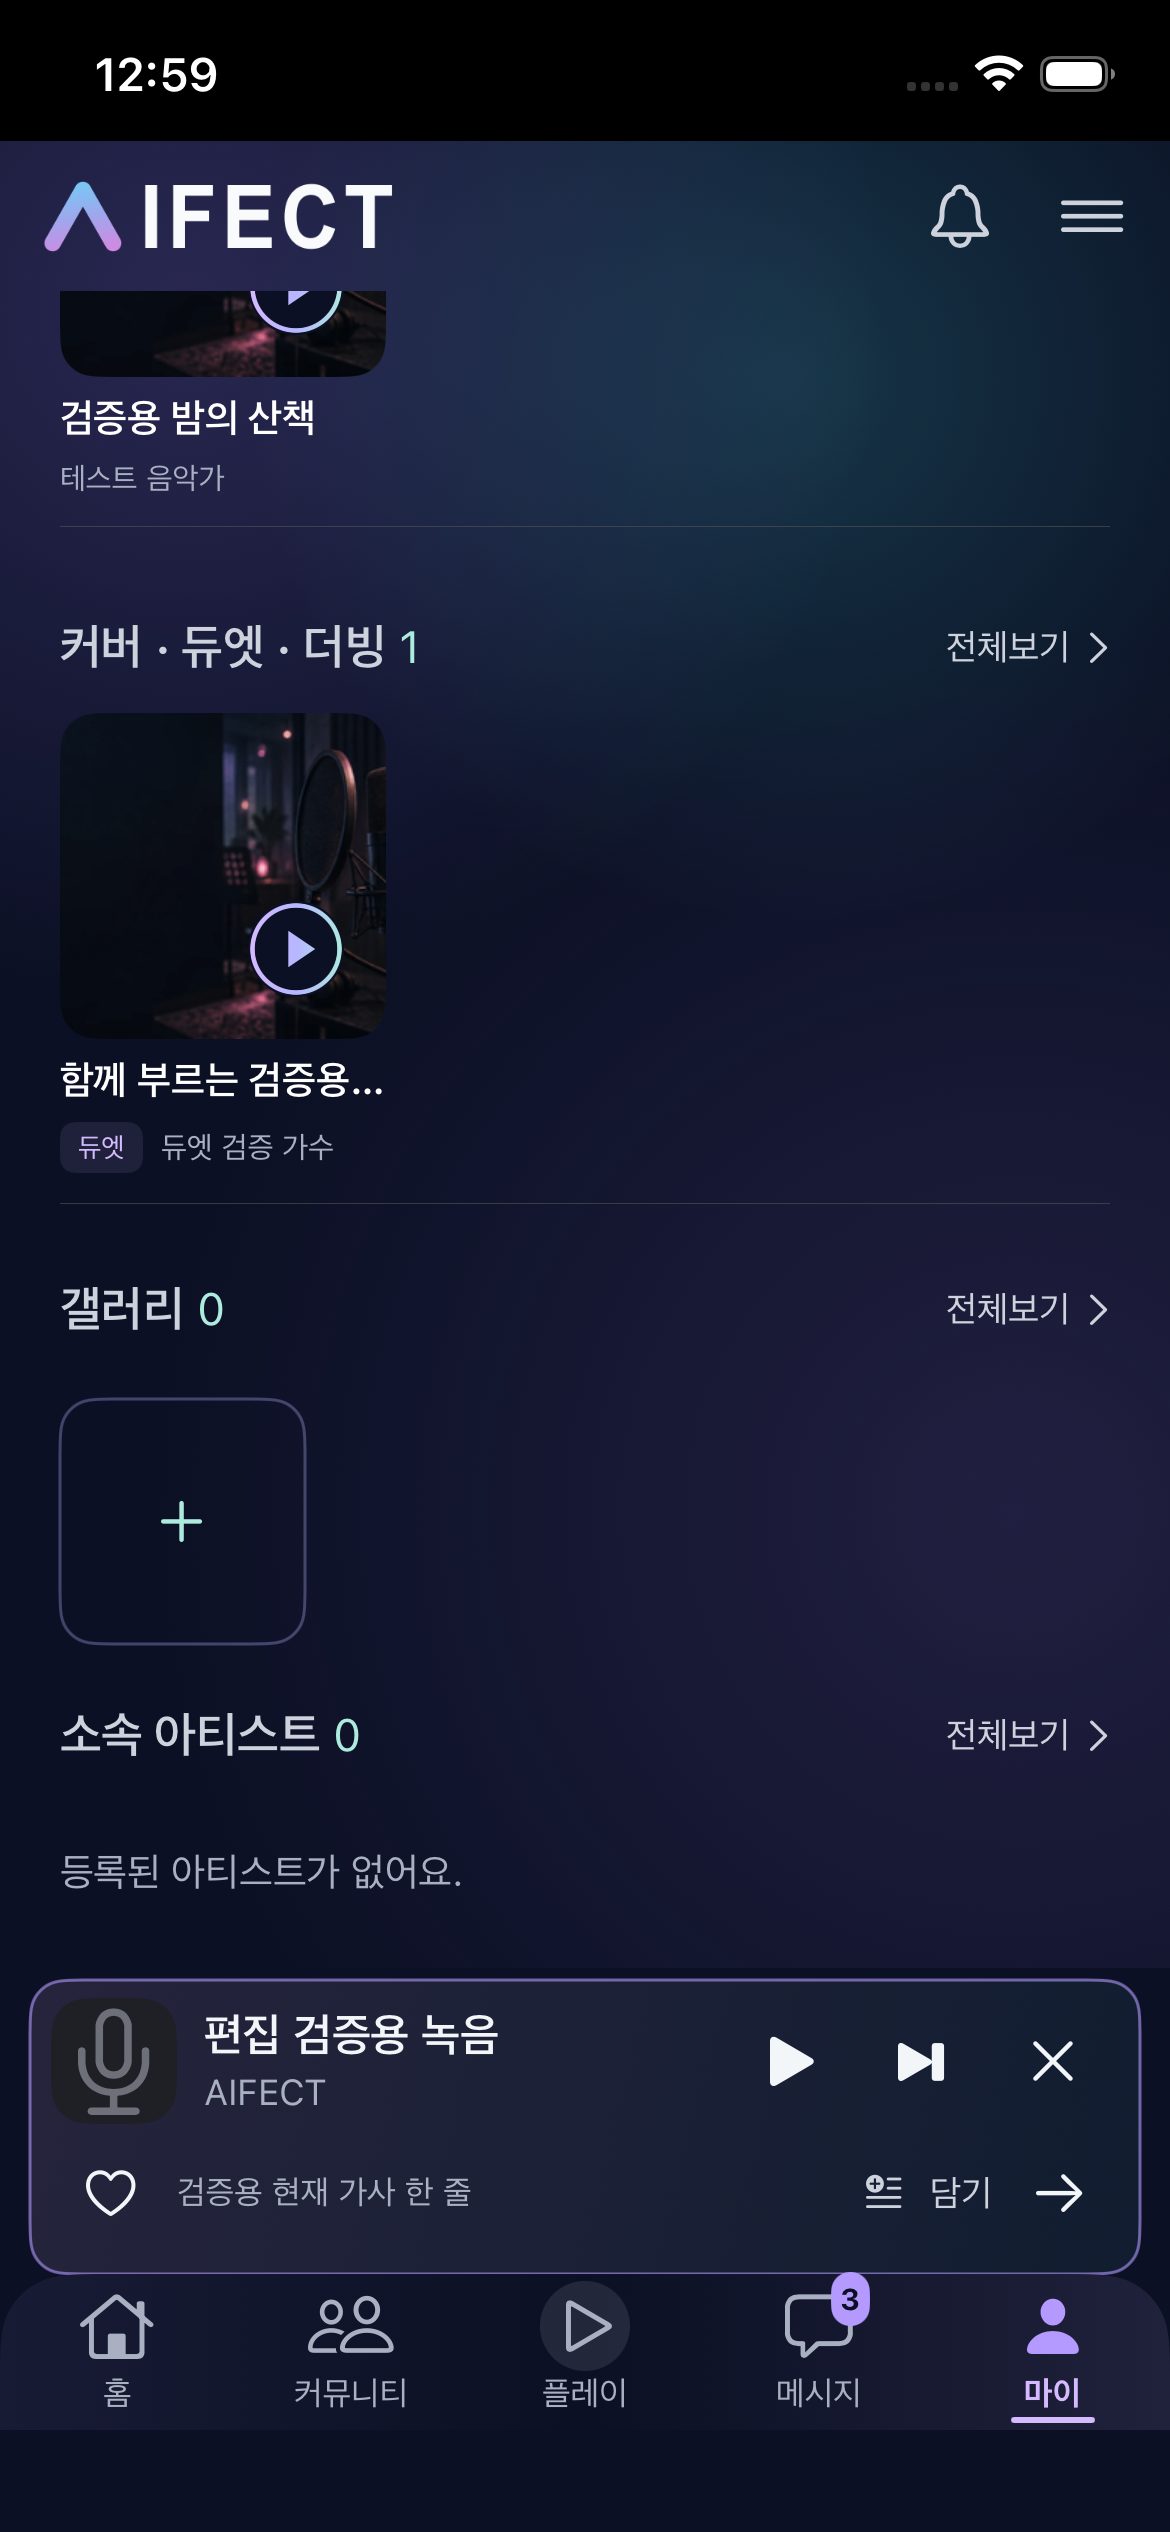 12:59
AIFECT
검증용 밤의 산책
테스트 음악가
커버 · 듀엣 · 더빙 1
전체보기
함께 부르는 검증용...
듀엣 듀엣 검증 가수
갤러리 0
전체보기
소속 아티스트 0
전체보기
등록된 아티스트가 없어요.
편집 검증용 녹음
AIFECT
검증용 현재 가사 한 줄
담기
3
홈
커뮤니티
플레이
메시지
마이